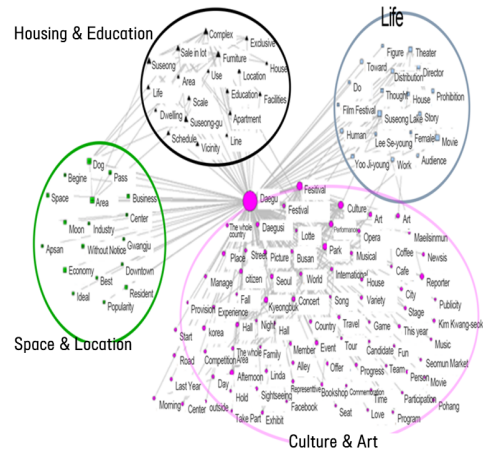 Life
Housing & Education
Complex
Exclusive
Sale in lot
Furniture
Suseong
House
Use
Location
Area
Life
Education
Facilities
Scale
Dwelling
Suseong-gu
Apartment
Schedule
Line
Vicinity
Figure
Theater
Toward
Director
Distribution
Do
Thought
House
Prohibition
Film Festival
Suseong Lake
Story
Human
Lee Se-young
Female
Movie
Yoo Ji-young
Work
Audience
Dog
Pass
Begine
Space
Area
Business
Center
Moon
Industry
Apsan
Without Notice
Gwangju
Economy
Downtown
Best
Ideal
Resident
Popularity
Space & Location
Daegu
Festival
Festival
Culture
Art
Art
The whole country
Daegusi
Performance
Lotte
Opera
Maeilsinmun
Park
Place
Street
Picture
Busan
Musical
Coffee
Newsis
Manage
citizen
Seoul
World
International
Cafe
Reporter
House
City
Fall
Kyeongbuk
Concert
Song
Variety
Publicity
Provision
Experience
Stage
Start
korea
Hall
Night
Hall
Country
Travel
Game
This year
Kim Kwang-seok
Music
Road
Competition
Area
The whole
Family
Member
Event
Tour
Candidate
Fun
Seomun Market
Alley
Offer
Progress
Team
Person
Last Year
Day
Afternoon
Linda
Movie
Hold
Sightseeing
Representative
Bookshop
Commemoration
Time
Participation
Morning
Center
outside
Facebook
Seat
Love
Program
Pohang
Take Part
Exhibit
Culture & Art